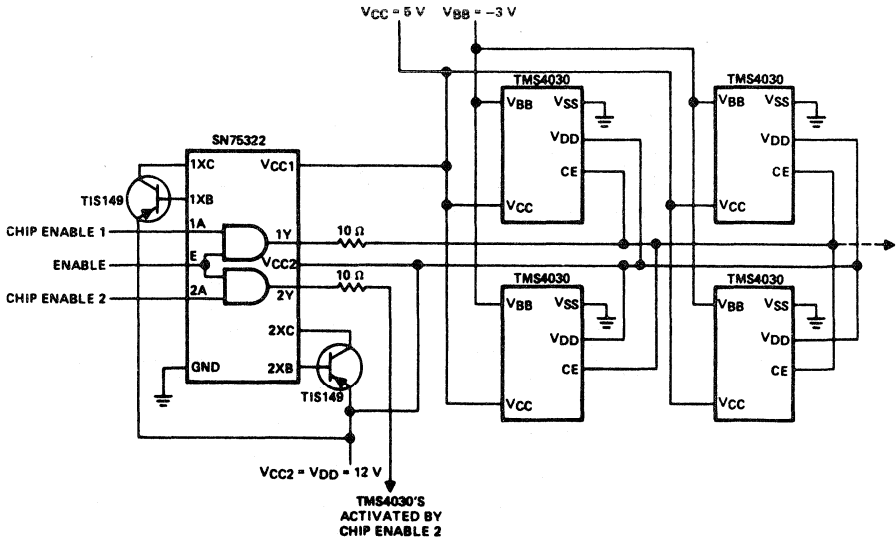 VCC = 5 V VBB = −3 V
TMS4030 TMS4030
VBB VSS VBB VSS
VDD VDD
CE CE
VCC VCC
SN75322
1XC VCC1
TIS149 1XB
CHIP ENABLE 1 1A 1Y 10 Ω
ENABLE E VCC2
CHIP ENABLE 2 2A 2Y 10 Ω
2XC
GND 2XB
TIS149
TMS4030 TMS4030
VBB VSS VBB VSS
VDD VDD
CE CE
VCC VCC
VCC2 = VDD = 12 V
TMS4030'S
ACTIVATED BY
CHIP ENABLE 2